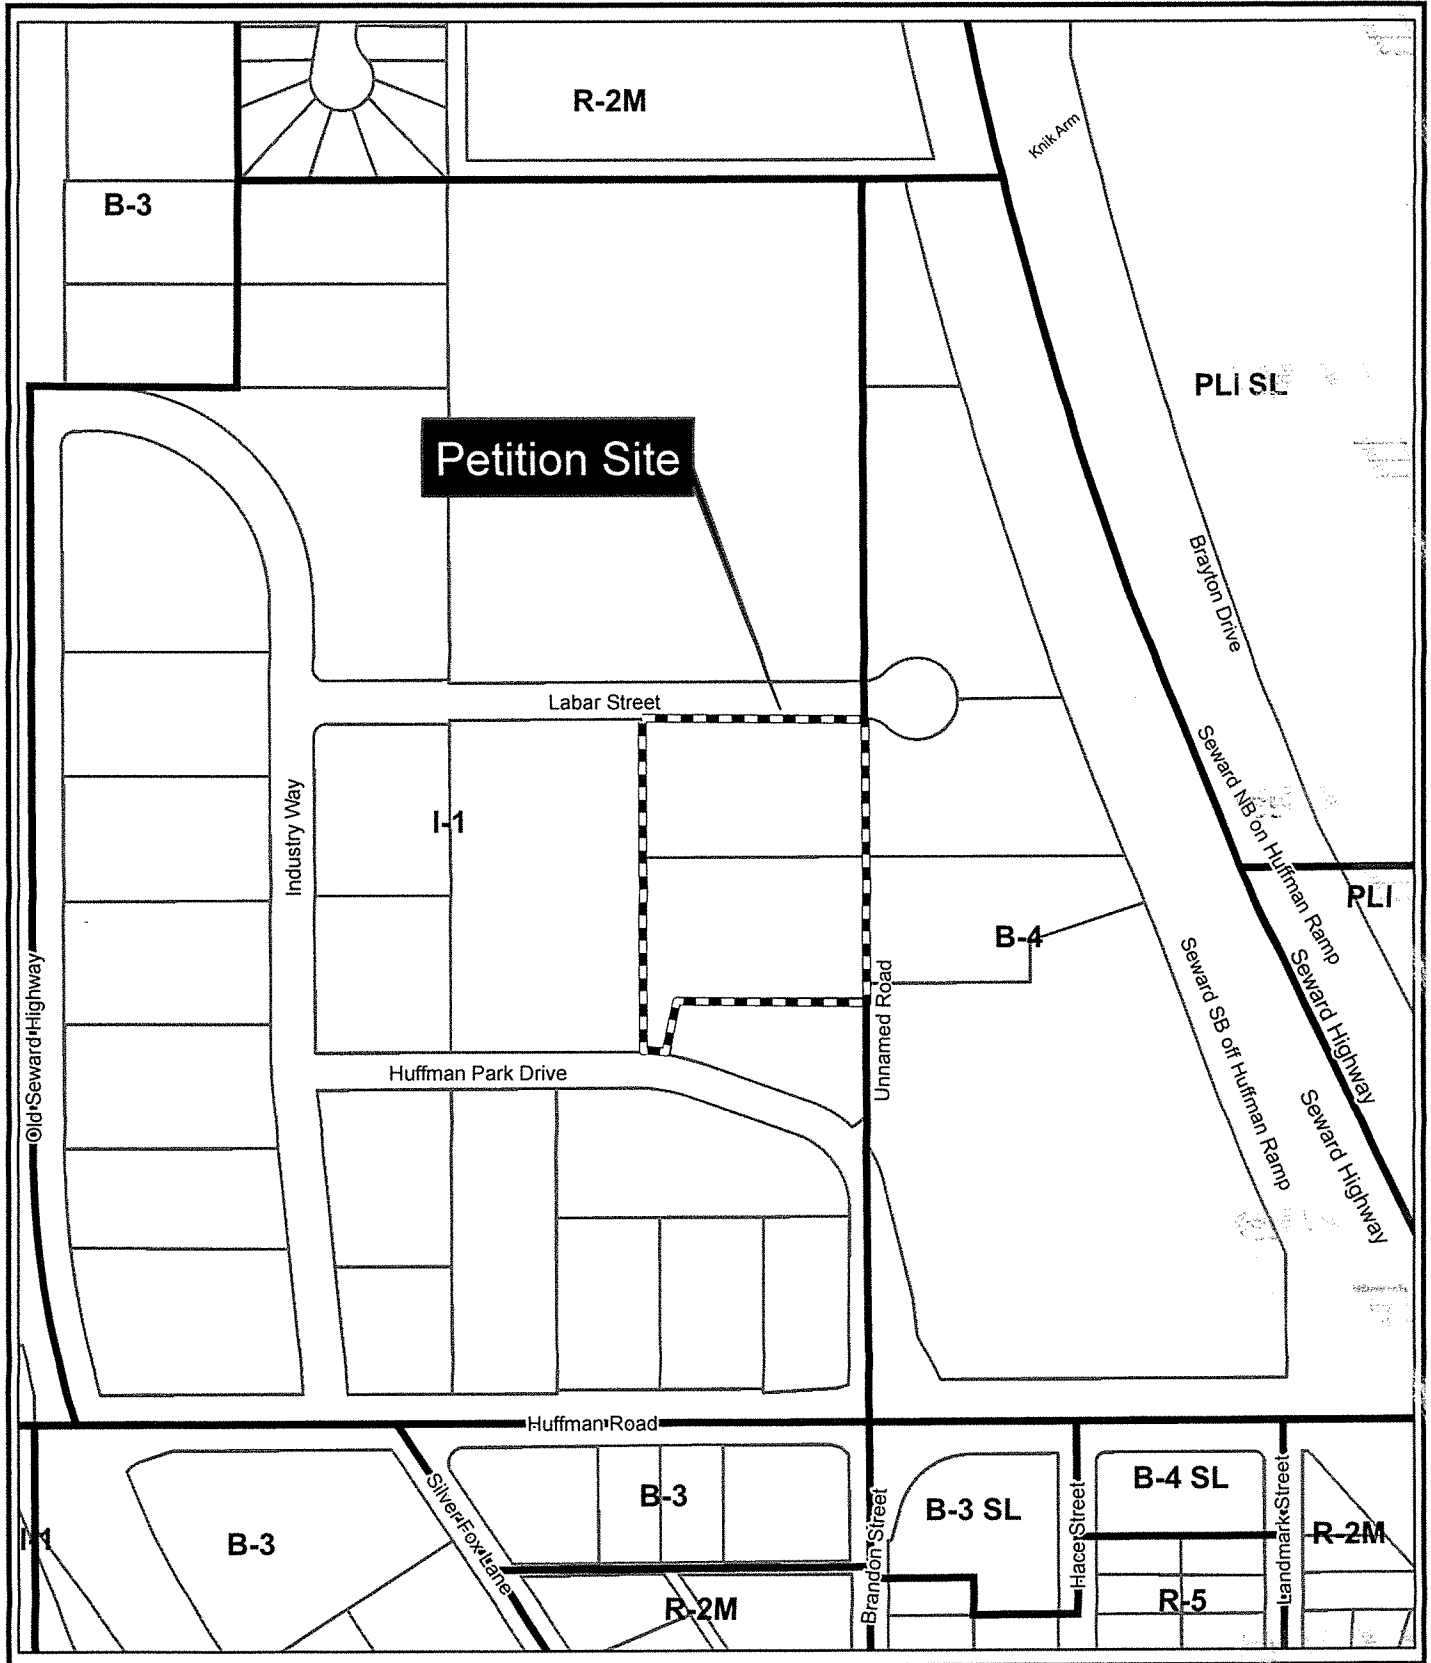 R-2M
Knik Arm
B-3
PLI SL
Petition Site
Brayton Drive
Labar Street
Seward NB on Huffman Ramp
Industry Way
I-1
PLI
B-4
Old Seward Highway
Unnamed Road
Seward SB off Huffman Ramp
Seward Highway
Huffman Park Drive
Seward Highway
Huffman Road
B-4 SL
B-3
B-3 SL
Silver Fox Lane
Brandon Street
Hace Street
Landmark Street
I-1
B-3
R-2M
R-2M
R-5